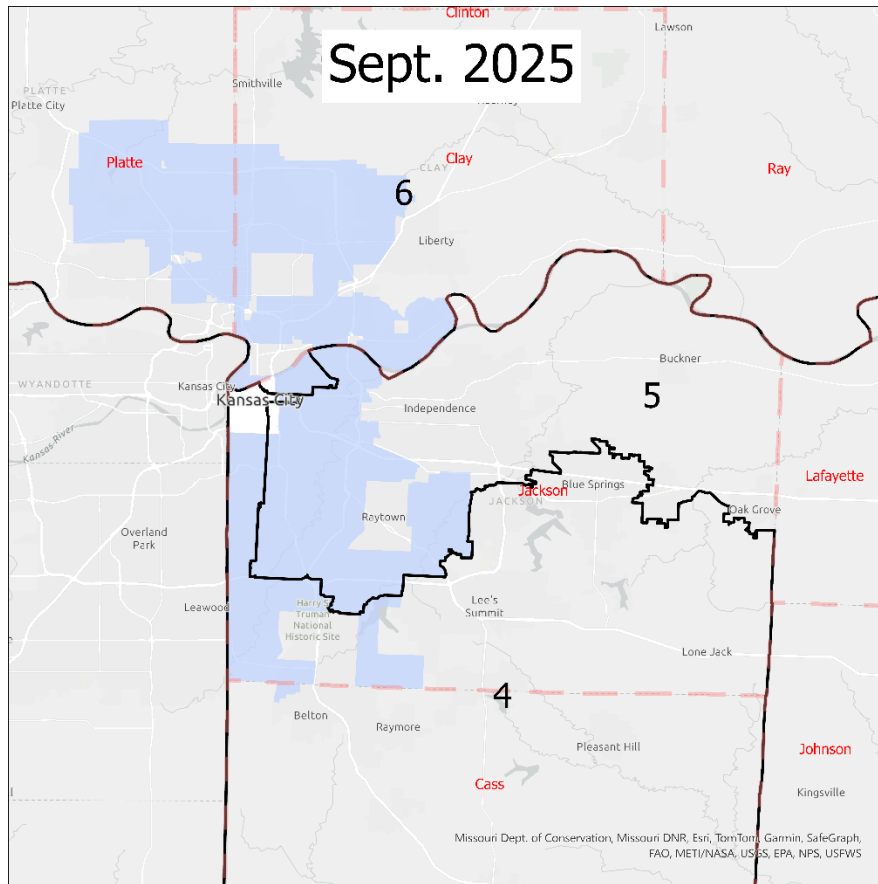 Clinton
Lawson
Sept. 2025
Smithville
PLATTE
Platte City
Platte
Clay
CLAY
Ray
6
Liberty
Buckner
WYANDOTTE
Kansas City
Kansas City
Independence
5
Kansas River
Jackson
Blue Springs
Lafayette
JACKSON
Oak Grove
Raytown
Overland
Park
Leawood
Harry S.
Truman
National
Historic Site
Lee's
Summit
Lone Jack
4
Belton
Raymore
Pleasant Hill
Johnson
Cass
Kingsville
Missouri Dept. of Conservation, Missouri DNR, Esri, TomTom, Garmin, SafeGraph,
FAO, METI/NASA, USGS, EPA, NPS, USFWS